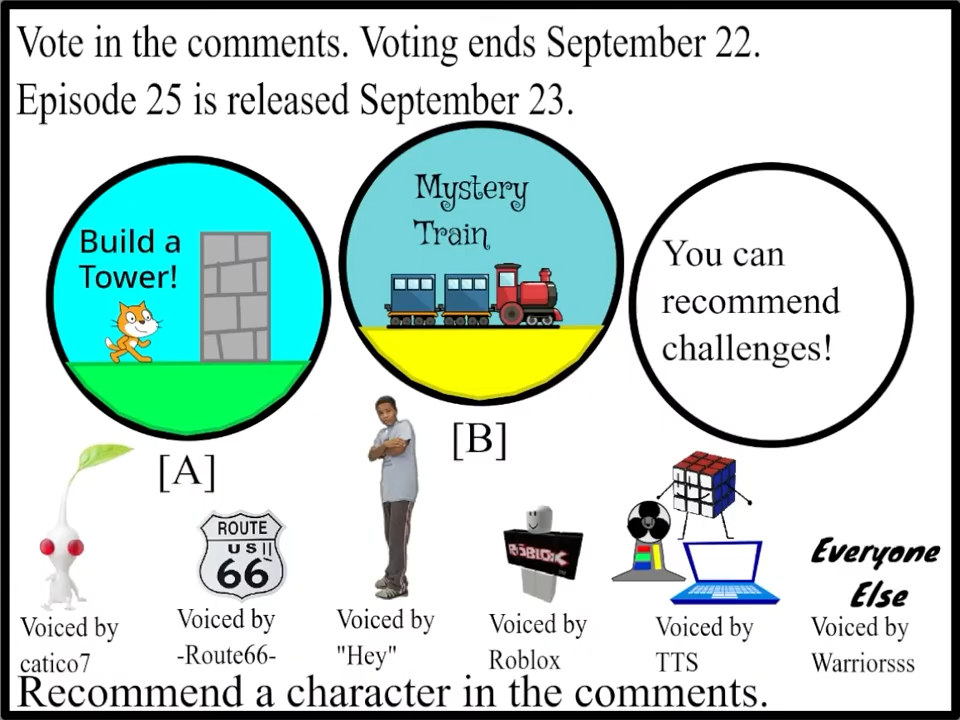 Vote in the comments. Voting ends September 22.
Episode 25 is released September 23.
Build a
Tower!
Mystery
Train
You can
recommend
challenges!
[A]
[B]
ROUTE
US
66
ROBLOX
Everyone
Else
Voiced by
catico7
Voiced by
-Route66-
Voiced by
"Hey"
Voiced by
Roblox
Voiced by
TTS
Voiced by
Warriorsss
Recommend a character in the comments.